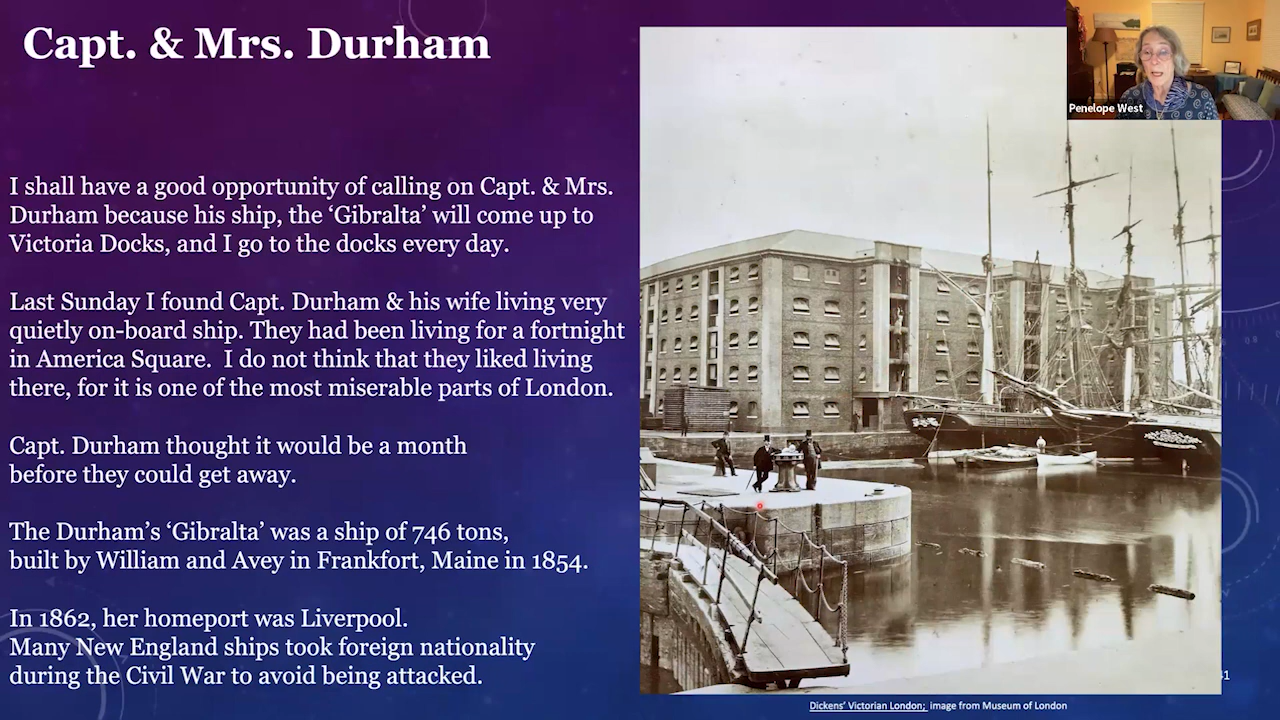 Capt. & Mrs. Durham
Penelope West
I shall have a good opportunity of calling on Capt. & Mrs.
Durham because his ship, the ‘Gibralta’ will come up to
Victoria Docks, and I go to the docks every day.
Last Sunday I found Capt. Durham & his wife living very
quietly on-board ship. They had been living for a fortnight
in America Square.  I do not think that they liked living
there, for it is one of the most miserable parts of London.
Capt. Durham thought it would be a month
before they could get away.
The Durham’s ‘Gibralta’ was a ship of 746 tons,
built by William and Avey in Frankfort, Maine in 1854.
In 1862, her homeport was Liverpool.
Many New England ships took foreign nationality
during the Civil War to avoid being attacked.
41
Dickens’ Victorian London; image from Museum of London